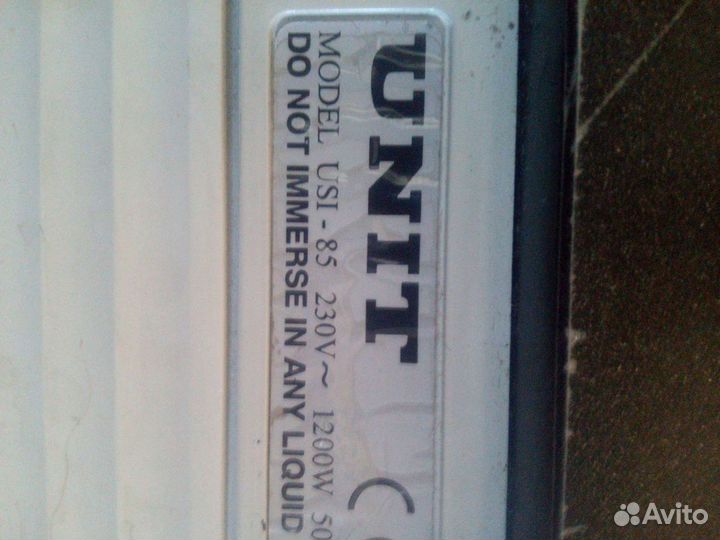 UNIT
MODEL USI - 85 230V~ 1200W 50
DO NOT IMMERSE IN ANY LIQUID
Avito